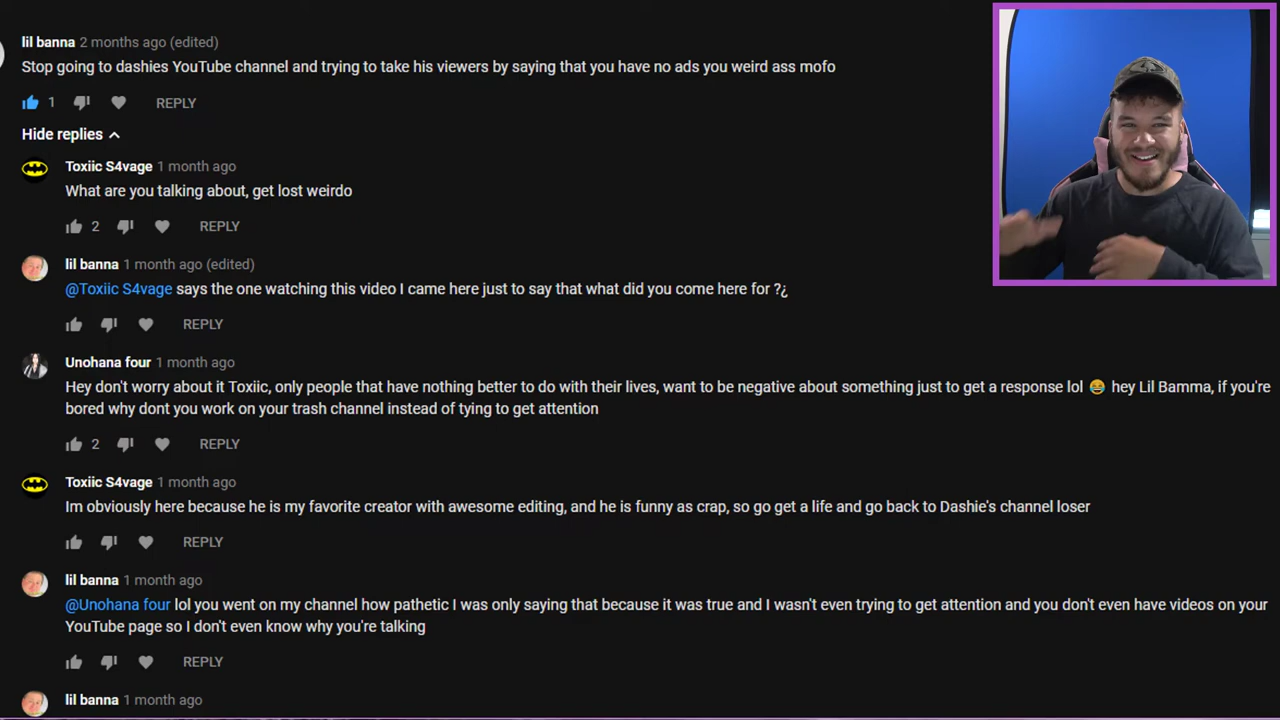 lil banna 2 months ago (edited)
Stop going to dashies YouTube channel and trying to take his viewers by saying that you have no ads you weird ass mofo
1 REPLY
Hide replies
Toxiic S4vage 1 month ago
What are you talking about, get lost weirdo
2 REPLY
lil banna 1 month ago (edited)
@Toxiic S4vage says the one watching this video I came here just to say that what did you come here for ?¿
REPLY
Unohana four 1 month ago
Hey don't worry about it Toxiic, only people that have nothing better to do with their lives, want to be negative about something just to get a response lol 😂 hey Lil Bamma, if you're
bored why dont you work on your trash channel instead of tying to get attention
2 REPLY
Toxiic S4vage 1 month ago
Im obviously here because he is my favorite creator with awesome editing, and he is funny as crap, so go get a life and go back to Dashie's channel loser
REPLY
lil banna 1 month ago
@Unohana four lol you went on my channel how pathetic I was only saying that because it was true and I wasn't even trying to get attention and you don't even have videos on your
YouTube page so I don't even know why you're talking
REPLY
lil banna 1 month ago